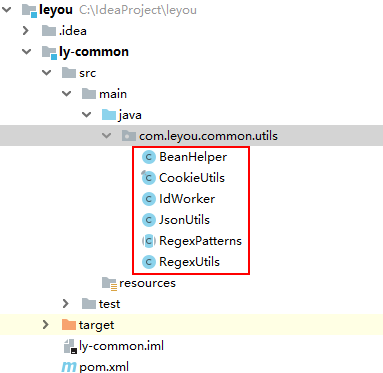 leyou C:\IdeaProject\leyou
.idea
ly-common
src
main
java
com.leyou.common.utils
BeanHelper
CookieUtils
IdWorker
JsonUtils
RegexPatterns
RegexUtils
resources
test
target
ly-common.iml
pom.xml